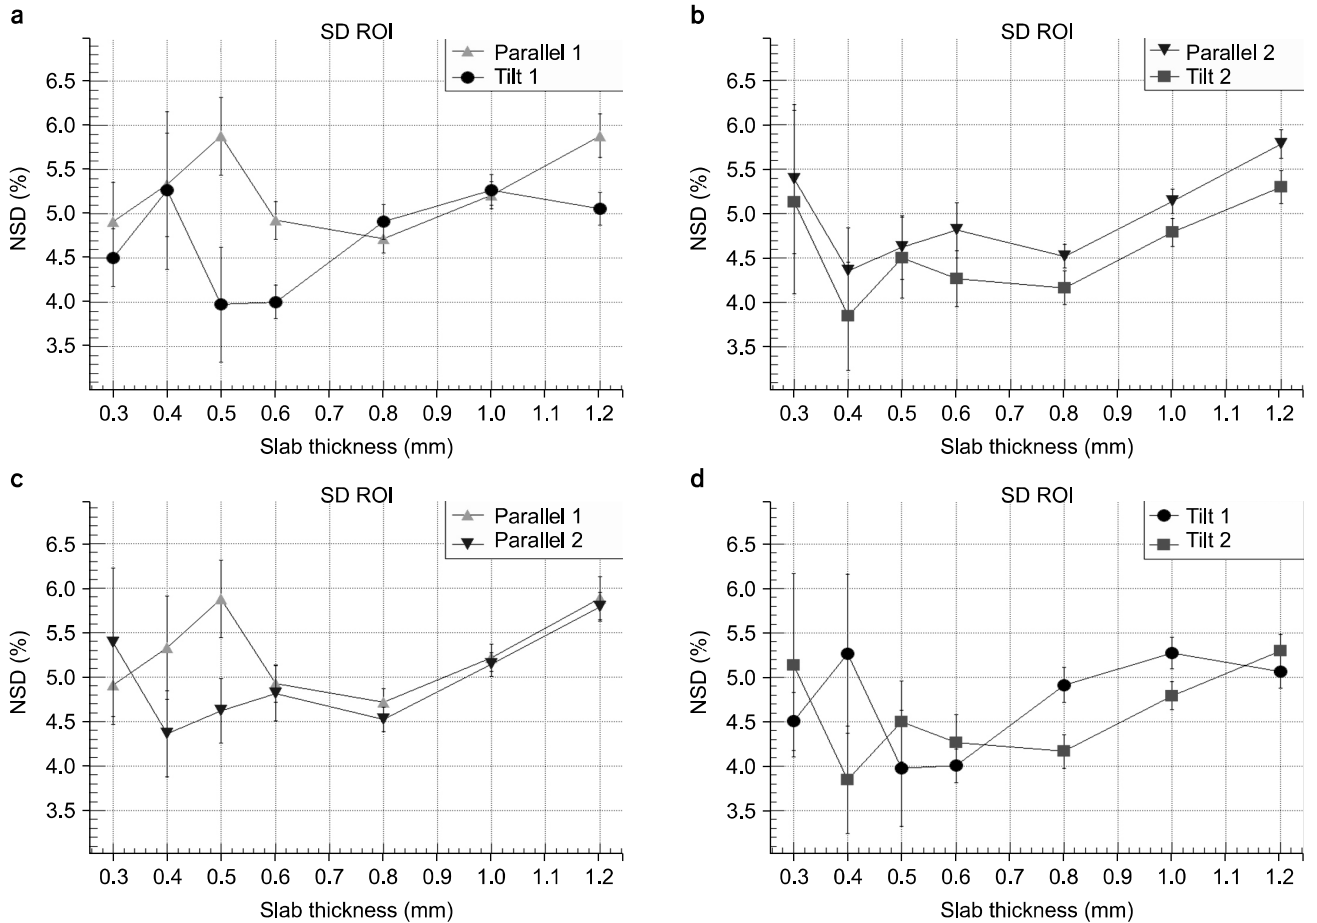 a
SD ROI
Parallel 1
Tilt 1
6.5
6.0
5.5
5.0
4.5
4.0
3.5
NSD (%)
0.3 0.4 0.5 0.6 0.7 0.8 0.9 1.0 1.1 1.2
Slab thickness (mm)
b
SD ROI
Parallel 2
Tilt 2
6.5
6.0
5.5
5.0
4.5
4.0
3.5
NSD (%)
0.3 0.4 0.5 0.6 0.7 0.8 0.9 1.0 1.1 1.2
Slab thickness (mm)
c
SD ROI
Parallel 1
Parallel 2
6.5
6.0
5.5
5.0
4.5
4.0
3.5
NSD (%)
0.3 0.4 0.5 0.6 0.7 0.8 0.9 1.0 1.1 1.2
Slab thickness (mm)
d
SD ROI
Tilt 1
Tilt 2
6.5
6.0
5.5
5.0
4.5
4.0
3.5
NSD (%)
0.3 0.4 0.5 0.6 0.7 0.8 0.9 1.0 1.1 1.2
Slab thickness (mm)